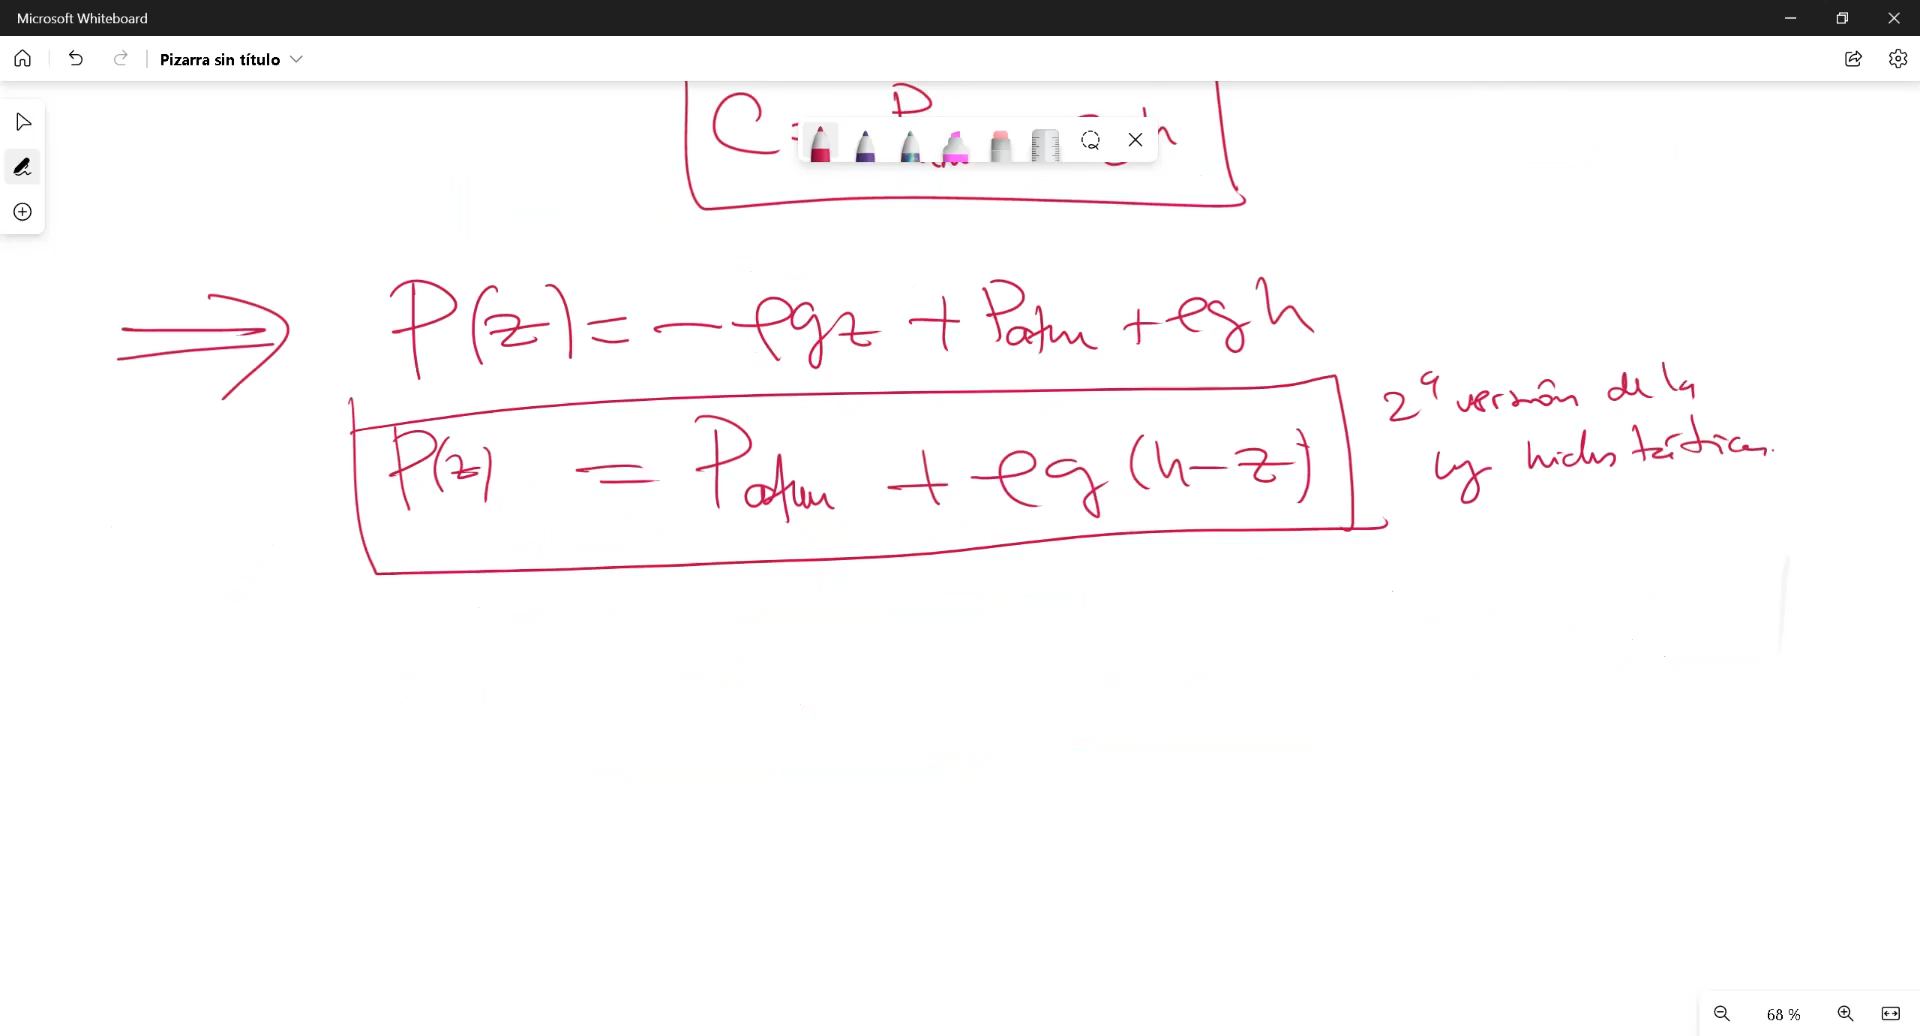 Microsoft Whiteboard
Pizarra sin título
C = P
h
P(z) = -ρgz + Patm + ρgh
P(z) = Patm + ρg(h-z)
2ª versión de la
ley hidrostática.
68 %